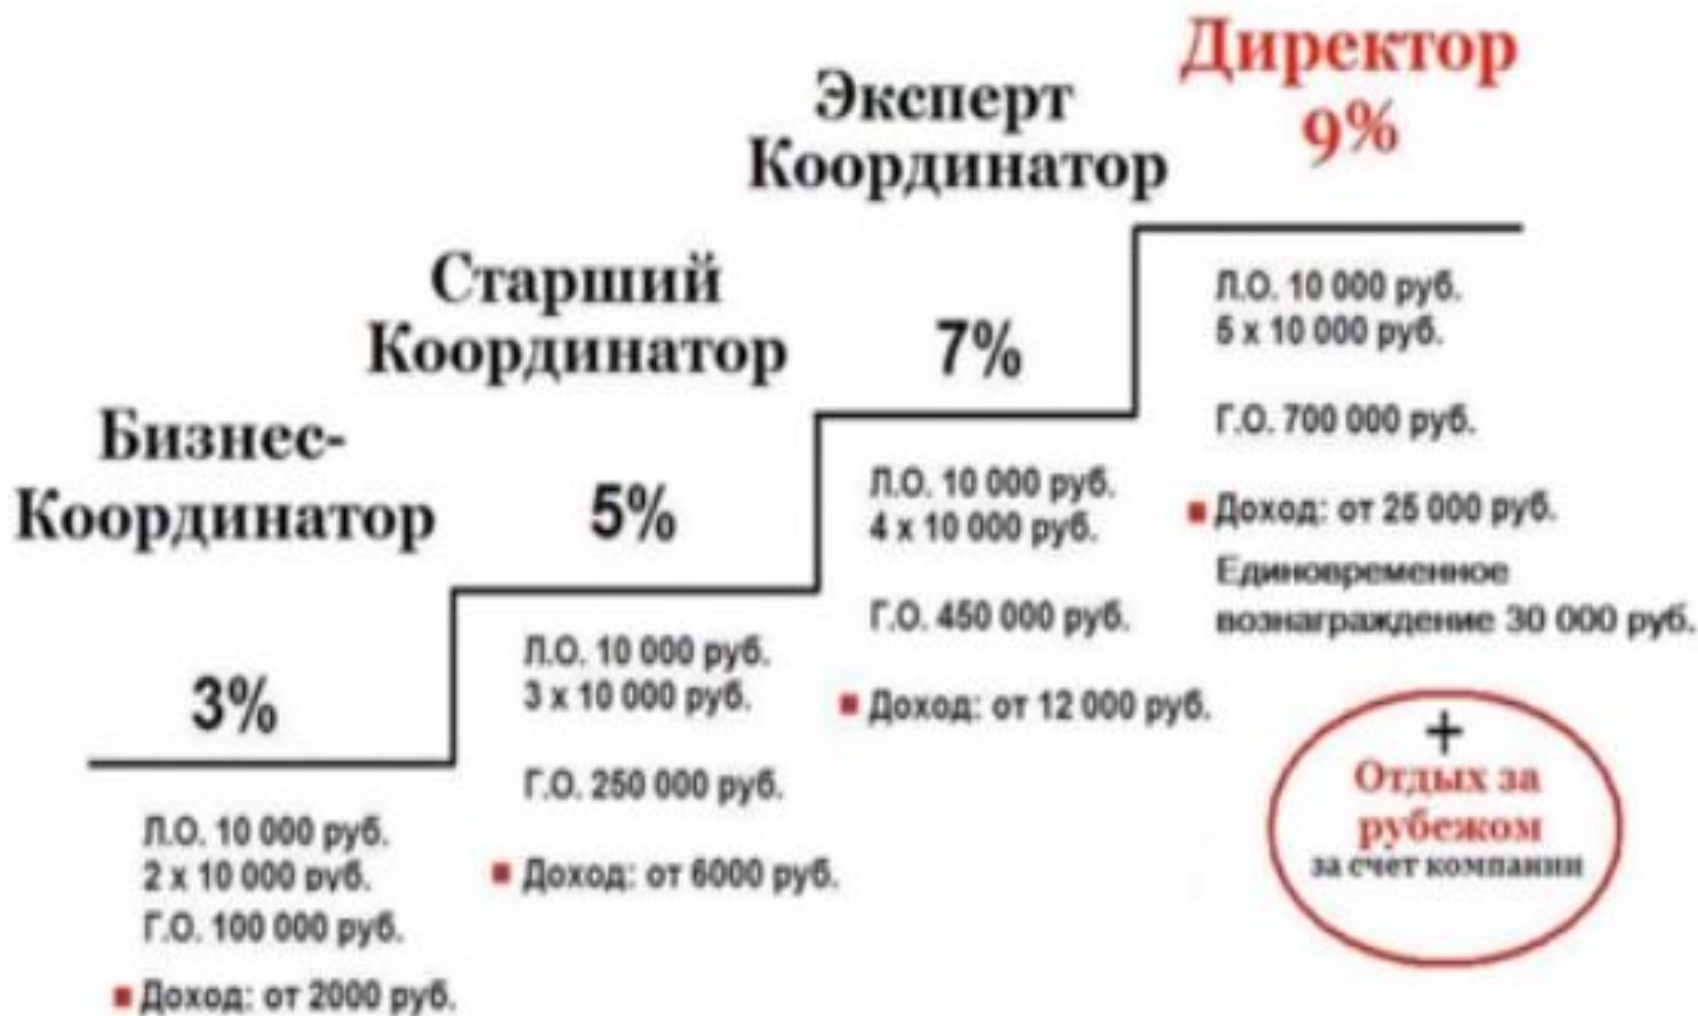 Бизнес-
Координатор
3%
Л.О. 10 000 руб.
2 х 10 000 руб.
Г.О. 100 000 руб.
Доход: от 2000 руб.
Старший
Координатор
5%
Л.О. 10 000 руб.
3 х 10 000 руб.
Г.О. 250 000 руб.
Доход: от 6000 руб.
Эксперт
Координатор
7%
Л.О. 10 000 руб.
4 х 10 000 руб.
Г.О. 450 000 руб.
Доход: от 12 000 руб.
Директор
9%
Л.О. 10 000 руб.
5 х 10 000 руб.
Г.О. 700 000 руб.
Доход: от 25 000 руб.
Единовременное
вознаграждение 30 000 руб.
+
Отдых за
рубежом
за счет компании